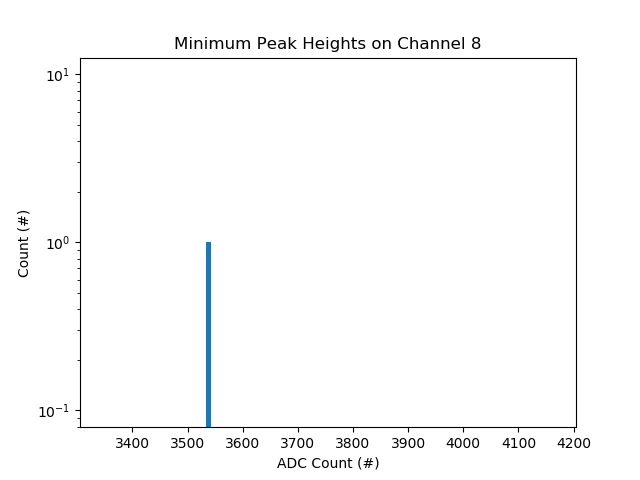 Minimum Peak Heights on Channel 8
10¹
10⁰
10⁻¹
Count (#)
3400 3500 3600 3700 3800 3900 4000 4100 4200
ADC Count (#)